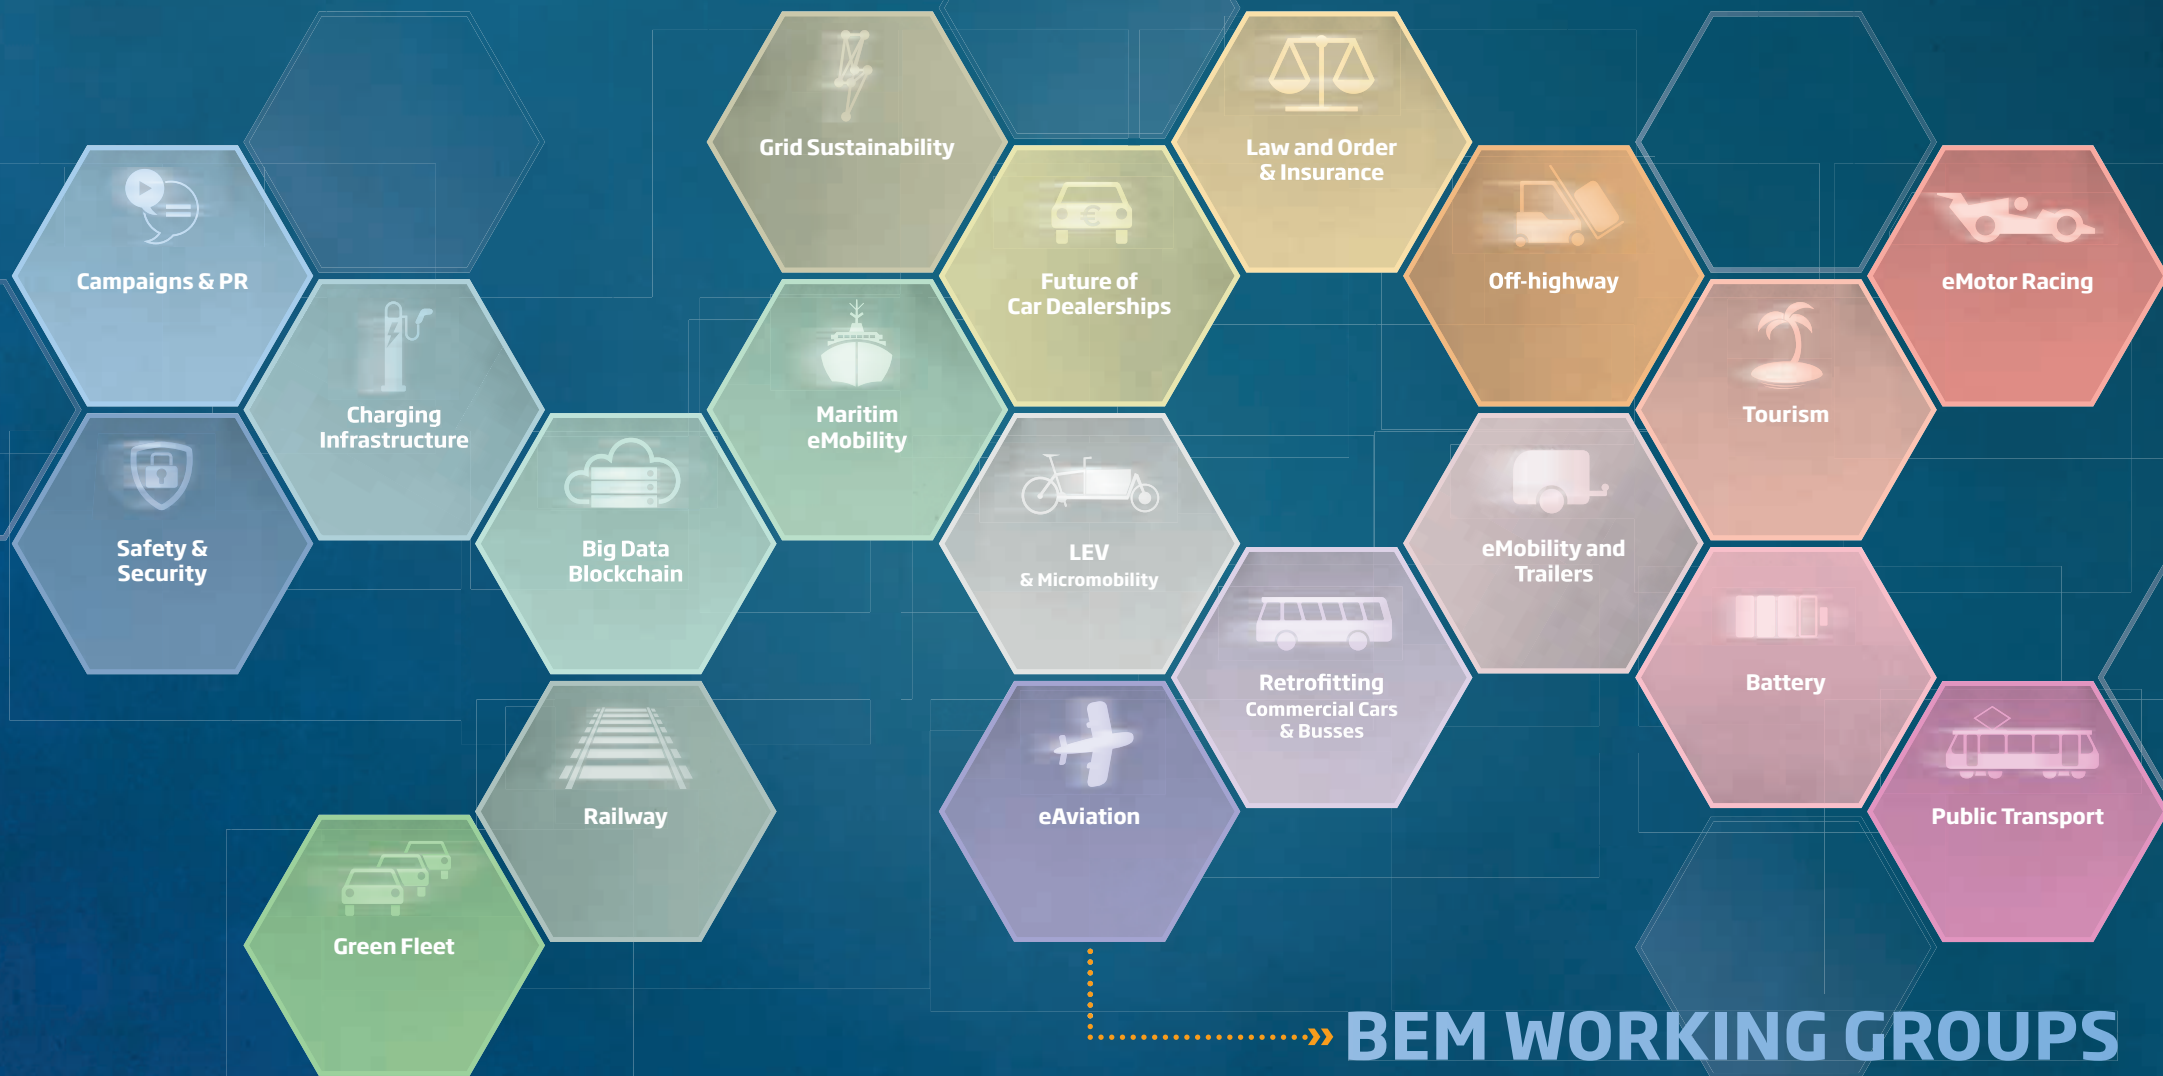 Grid Sustainability
Law and Order
& Insurance
Campaigns & PR
Future of
Car Dealerships
Off-highway
eMotor Racing
Charging
Infrastructure
Maritim
eMobility
Tourism
Safety &
Security
Big Data
Blockchain
LEV
& Micromobility
eMobility and
Trailers
Retrofitting
Commercial Cars
& Busses
Battery
Railway
eAviation
Public Transport
Green Fleet
BEM WORKING GROUPS